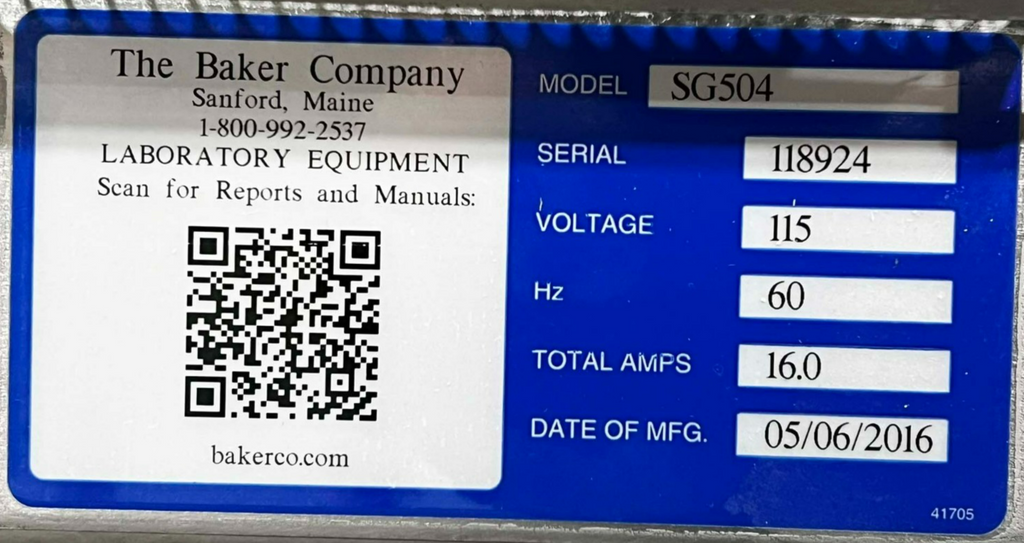 The Baker Company
Sanford, Maine
1-800-992-2537
LABORATORY EQUIPMENT
Scan for Reports and Manuals:
bakerco.com
MODEL SG504
SERIAL 118924
VOLTAGE 115
Hz 60
TOTAL AMPS 16.0
DATE OF MFG. 05/06/2016
41705